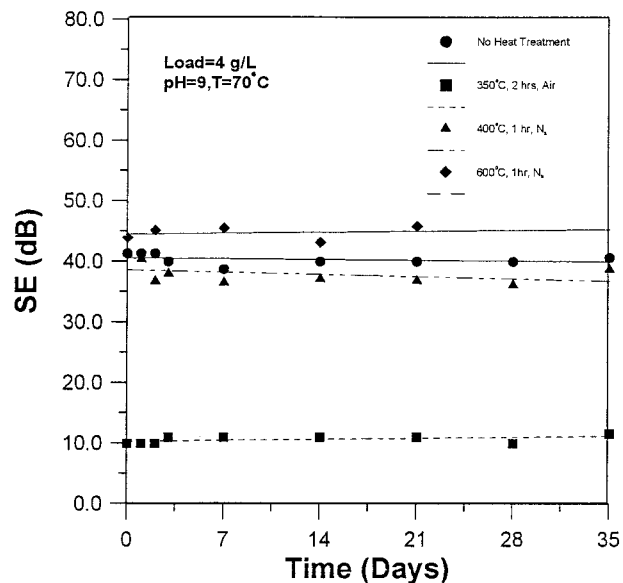 80.0
70.0
60.0
50.0
40.0
30.0
20.0
10.0
0.0
SE (dB)
Load=4 g/L
pH=9,T=70°C
No Heat Treatment
350°C, 2 hrs, Air
400°C, 1 hr, N
600°C, 1hr, N
0 7 14 21 28 35
Time (Days)